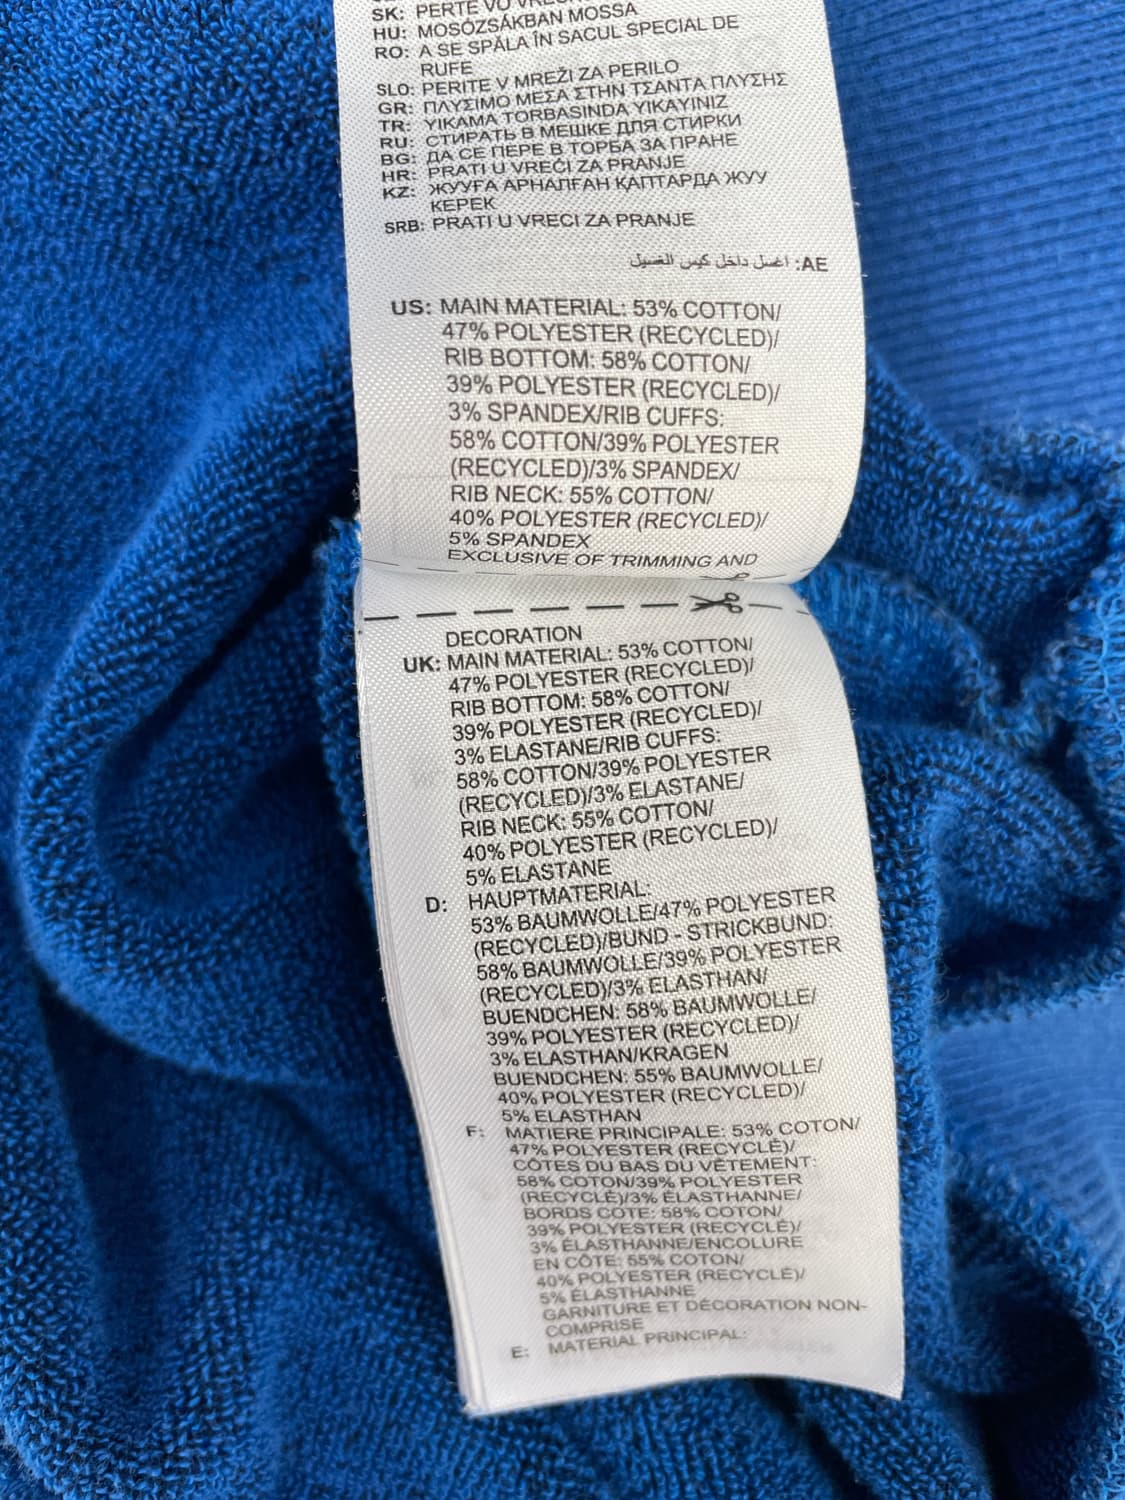 SK: PERTE VO
HU: MOSÓZSÁKBAN MOSSA
RO: A SE SPĂLA ÎN SACUL SPECIAL DE
RUFE
SLO: PERITE V MREŽI ZA PERILO
GR: ΠΛΥΣΙΜΟ ΜΕΣΑ ΣΤΗΝ ΤΣΑΝΤΑ ΠΛΥΣΗΣ
TR: YIKAMA TORBASINDA YIKAYINIZ
RU: СТИРАТЬ В МЕШКЕ ДЛЯ СТИРКИ
BG: ДА СЕ ПЕРЕ В ТОРБА ЗА ПРАНЕ
HR: PRATI U VREĆI ZA PRANJE
KZ: ЖУУҒА АРНАЛҒАН ҚАПТАРДА ЖУУ
КЕРЕК
SRB: PRATI U VRECI ZA PRANJE
AE: اغسل داخل كيس الغسيل
US: MAIN MATERIAL: 53% COTTON/
47% POLYESTER (RECYCLED)/
RIB BOTTOM: 58% COTTON/
39% POLYESTER (RECYCLED)/
3% SPANDEX/RIB CUFFS:
58% COTTON/39% POLYESTER
(RECYCLED)/3% SPANDEX/
RIB NECK: 55% COTTON/
40% POLYESTER (RECYCLED)/
5% SPANDEX
EXCLUSIVE OF TRIMMING AND
DECORATION
UK: MAIN MATERIAL: 53% COTTON/
47% POLYESTER (RECYCLED)/
RIB BOTTOM: 58% COTTON/
39% POLYESTER (RECYCLED)/
3% ELASTANE/RIB CUFFS:
58% COTTON/39% POLYESTER
(RECYCLED)/3% ELASTANE/
RIB NECK: 55% COTTON/
40% POLYESTER (RECYCLED)/
5% ELASTANE
D: HAUPTMATERIAL:
53% BAUMWOLLE/47% POLYESTER
(RECYCLED)/BUND - STRICKBUND:
58% BAUMWOLLE/39% POLYESTER
(RECYCLED)/3% ELASTHAN/
BUENDCHEN: 58% BAUMWOLLE/
39% POLYESTER (RECYCLED)/
3% ELASTHAN/KRAGEN
BUENDCHEN: 55% BAUMWOLLE/
40% POLYESTER (RECYCLED)/
5% ELASTHAN
F: MATIERE PRINCIPALE: 53% COTON/
47% POLYESTER (RECYCLÉ)/
CÔTES DU BAS DU VÊTEMENT:
58% COTON/39% POLYESTER
(RECYCLÉ)/3% ÉLASTHANNE/
BORDS COTE: 58% COTON/
39% POLYESTER (RECYCLÉ)/
3% ÉLASTHANNE/ENCOLURE
EN CÔTE: 55% COTON/
40% POLYESTER (RECYCLÉ)/
5% ÉLASTHANNE
GARNITURE ET DÉCORATION NON-
COMPRISE
E: MATERIAL PRINCIPAL: